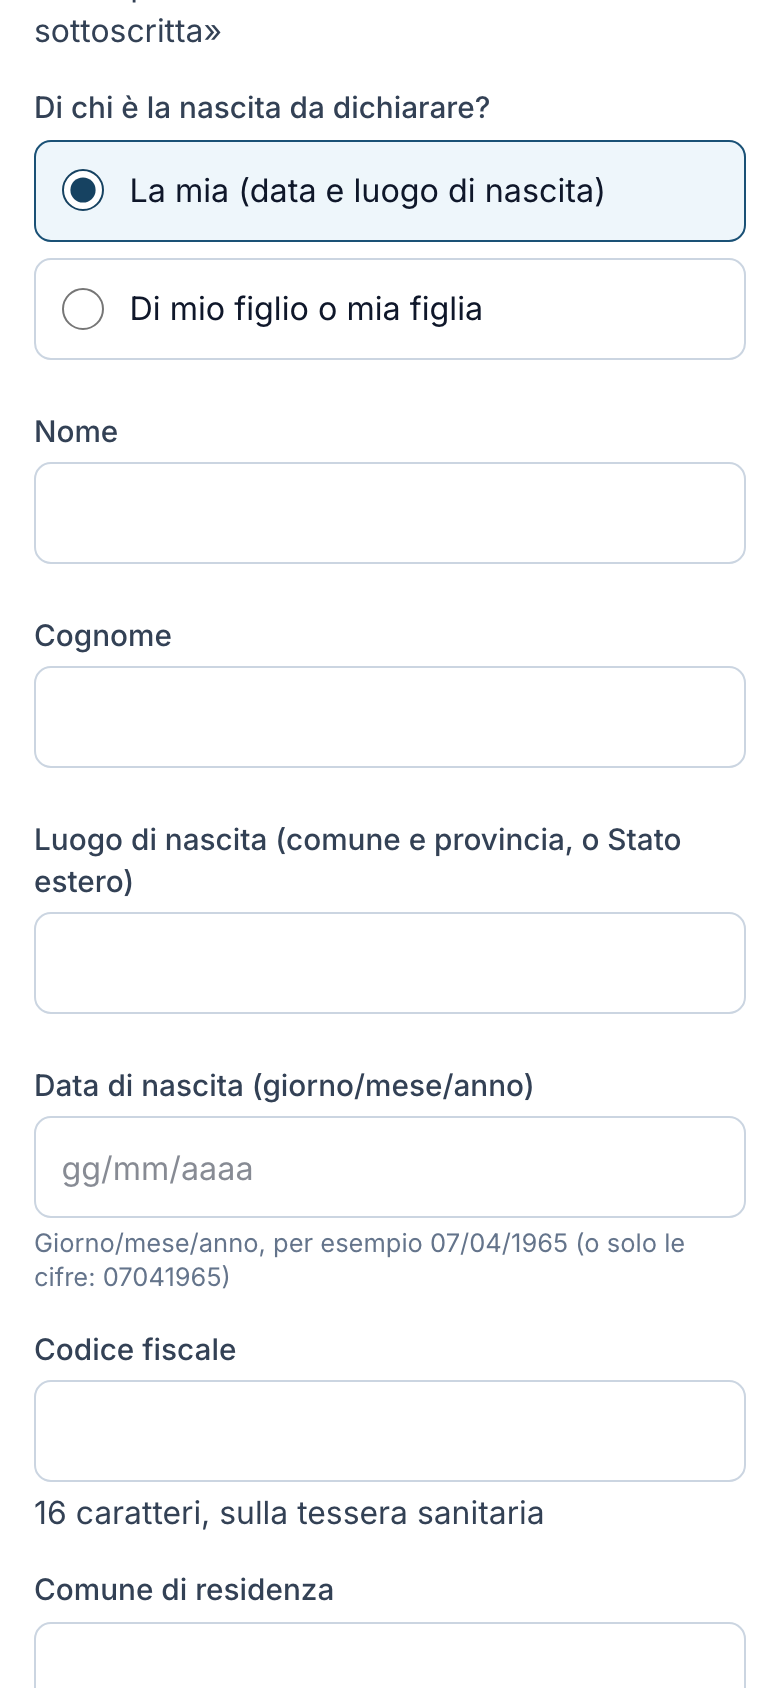 sottoscritta»
Di chi è la nascita da dichiarare?
La mia (data e luogo di nascita)
Di mio figlio o mia figlia
Nome
Cognome
Luogo di nascita (comune e provincia, o Stato
estero)
Data di nascita (giorno/mese/anno)
gg/mm/aaaa
Giorno/mese/anno, per esempio 07/04/1965 (o solo le
cifre: 07041965)
Codice fiscale
16 caratteri, sulla tessera sanitaria
Comune di residenza